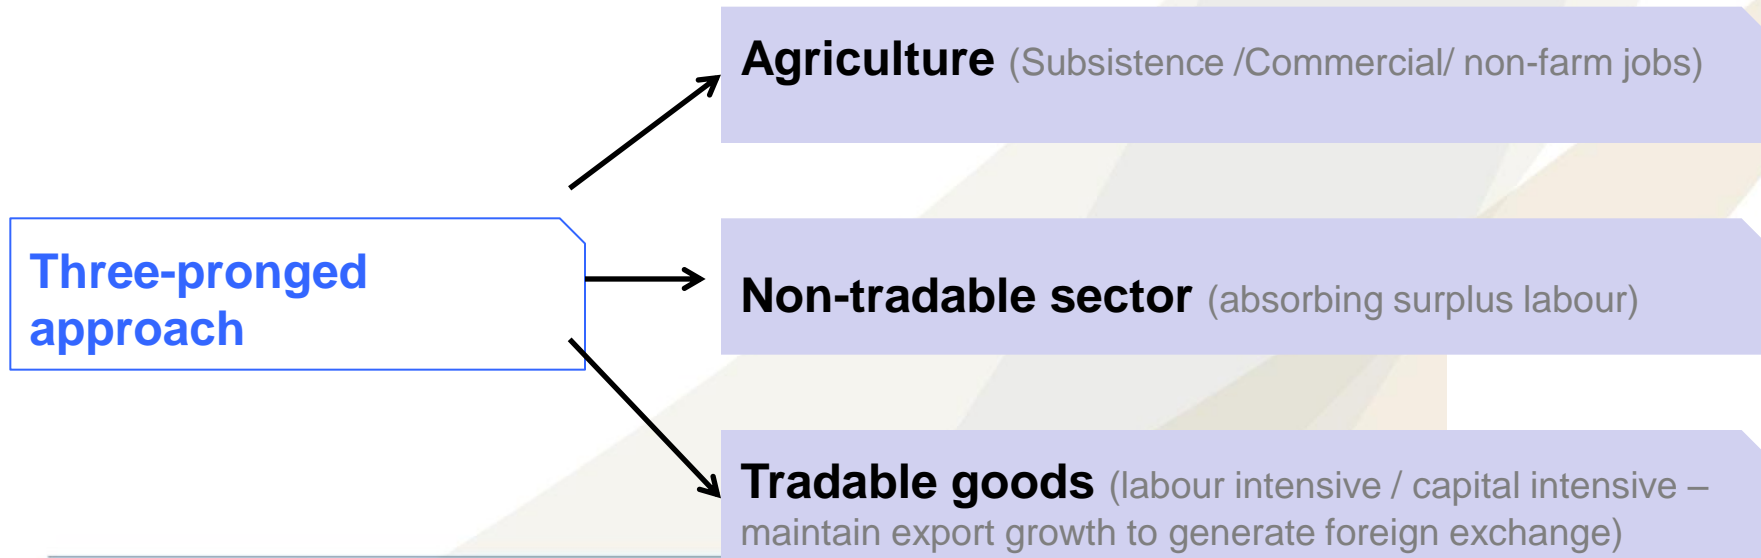 Agriculture (Subsistence /Commercial/ non-farm jobs)
Three-pronged
approach
Non-tradable sector (absorbing surplus labour)
Tradable goods (labour intensive / capital intensive –
maintain export growth to generate foreign exchange)